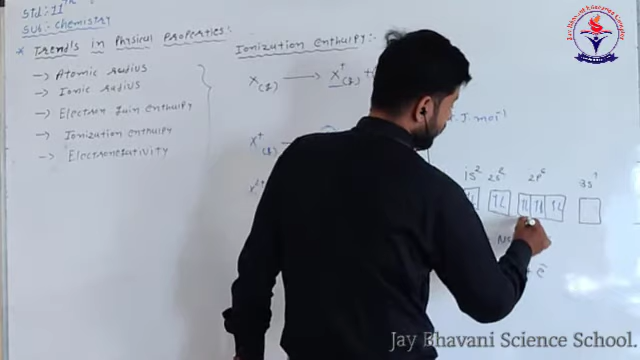 Std:- 11th
Sub:- Chemistry
* Trends in Physical Properties:-
→ Atomic radius
→ Ionic radius
→ Electron Gain Enthalpy
→ Ionization enthalpy
→ Electronegativity
Ionization Enthalpy:-
X(g) → X+(g) + (
J. mol-1
X+(g) →
1s2 2s2 2p6 3s1
+ e-
Jay Bhavani Science School.